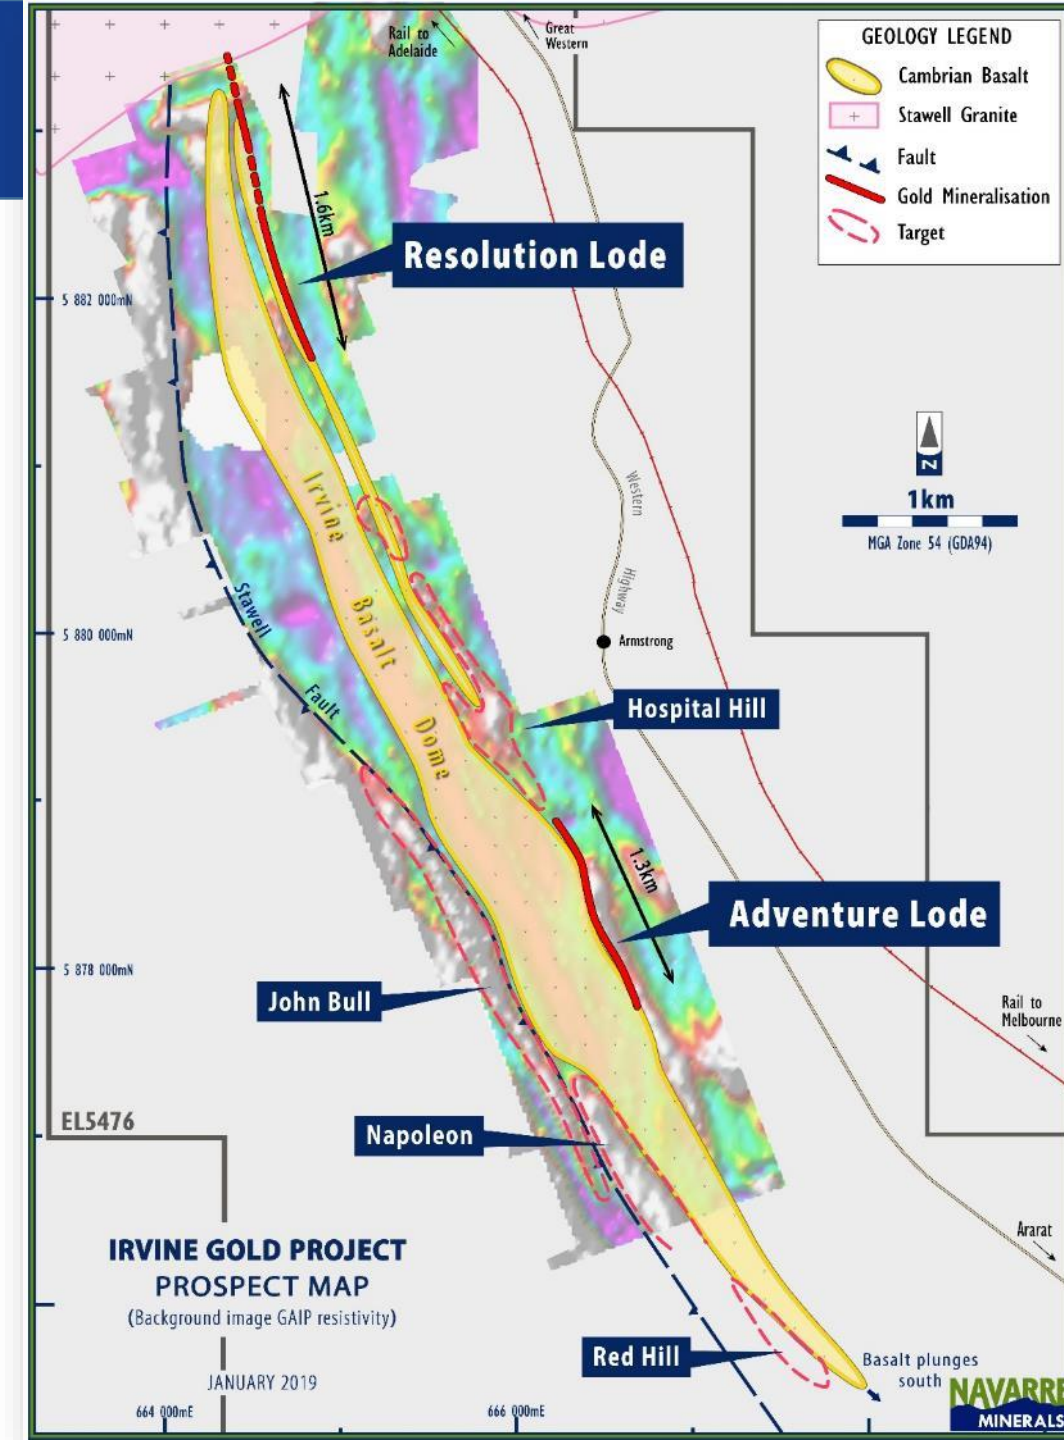 Rail to
Adelaide
Great
Western
GEOLOGY LEGEND
Cambrian Basalt
Stawell Granite
Fault
Gold Mineralisation
Target
1.6km
Resolution Lode
5 882 000mN
N
1km
MGA Zone 54 (GDA94)
Irvine
Basalt
Dome
Western
Highway
Stawell
Fault
5 880 000mN
Armstrong
Hospital Hill
1.3km
Adventure Lode
5 878 000mN
John Bull
Rail to
Melbourne
EL5476
Napoleon
Ararat
IRVINE GOLD PROJECT
PROSPECT MAP
(Background image GAIP resistivity)
Red Hill
Basalt plunges
south
JANUARY 2019
NAVARRE
MINERALS
664 000mE
666 000mE